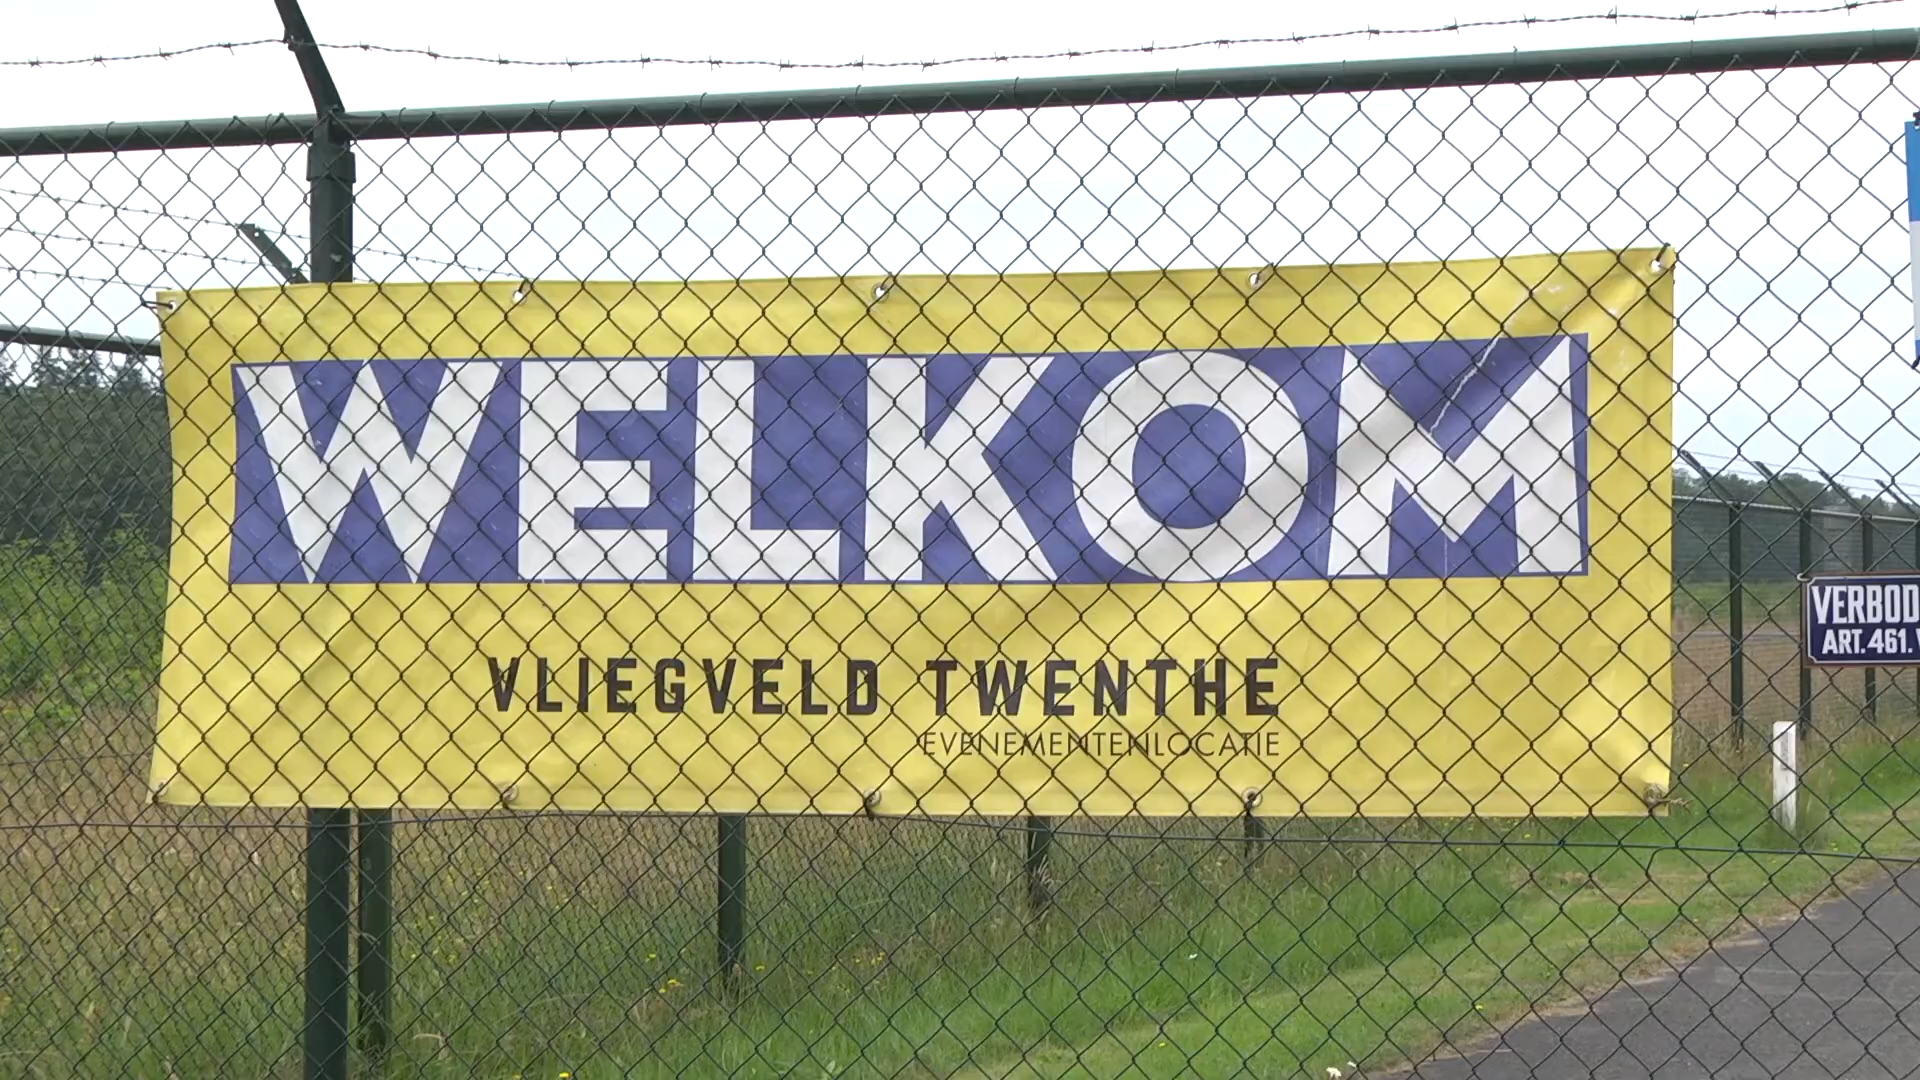 WELKOM
VLIEGVELD TWENTHE
EVENEMENTENLOCATIE
VERBOD
ART.461.